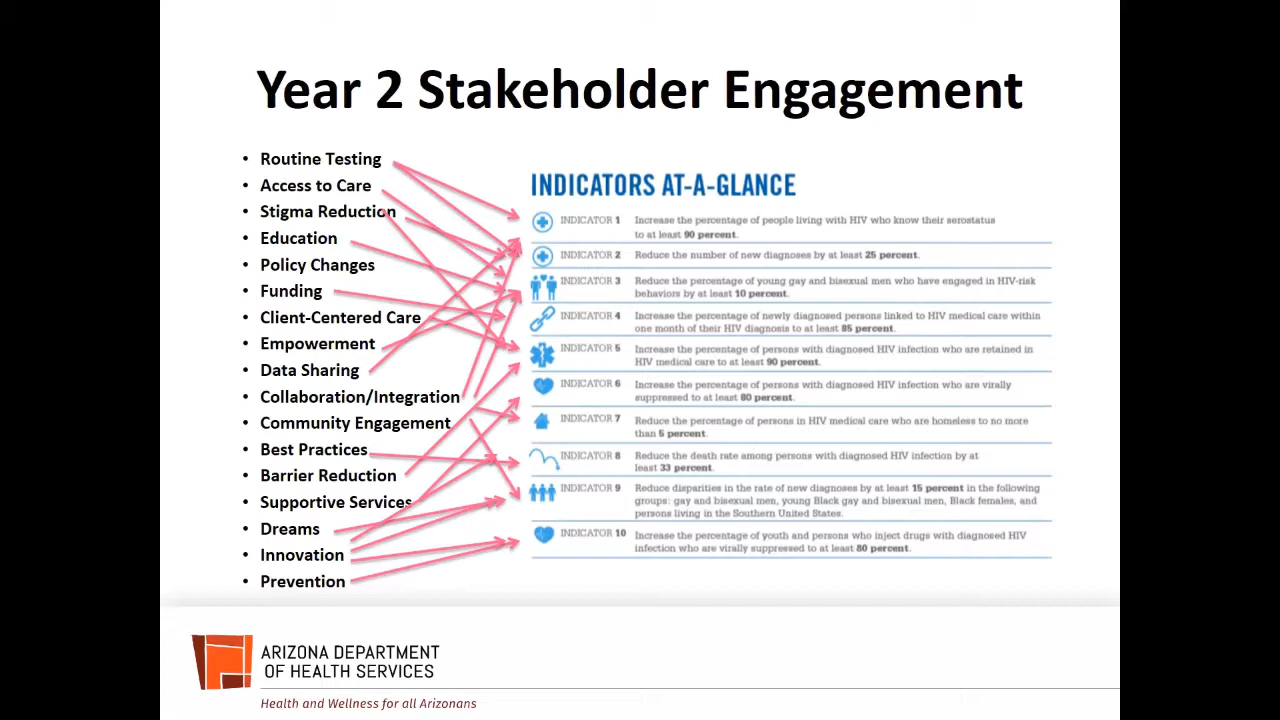 Year 2 Stakeholder Engagement
• Routine Testing
• Access to Care
• Stigma Reduction
• Education
• Policy Changes
• Funding
• Client-Centered Care
• Empowerment
• Data Sharing
• Collaboration/Integration
• Community Engagement
• Best Practices
• Barrier Reduction
• Supportive Services
• Dreams
• Innovation
• Prevention
INDICATORS AT-A-GLANCE
INDICATOR 1 Increase the percentage of people living with HIV who know their serostatus
to at least 90 percent.
INDICATOR 2 Reduce the number of new diagnoses by at least 25 percent.
INDICATOR 3 Reduce the percentage of young gay and bisexual men who have engaged in HIV-risk
behaviors by at least 10 percent.
INDICATOR 4 Increase the percentage of newly diagnosed persons linked to HIV medical care within
one month of their HIV diagnosis to at least 85 percent.
INDICATOR 5 Increase the percentage of persons with diagnosed HIV infection who are retained in
HIV medical care to at least 90 percent.
INDICATOR 6 Increase the percentage of persons with diagnosed HIV infection who are virally
suppressed to at least 80 percent.
INDICATOR 7 Reduce the percentage of persons in HIV medical care who are homeless to no more
than 5 percent.
INDICATOR 8 Reduce the death rate among persons with diagnosed HIV infection by at
least 33 percent.
INDICATOR 9 Reduce disparities in the rate of new diagnoses by at least 15 percent in the following
groups: gay and bisexual men, young Black gay and bisexual men, Black females, and
persons living in the Southern United States.
INDICATOR 10 Increase the percentage of youth and persons who inject drugs with diagnosed HIV
infection who are virally suppressed to at least 80 percent.
ARIZONA DEPARTMENT
OF HEALTH SERVICES
Health and Wellness for all Arizonans